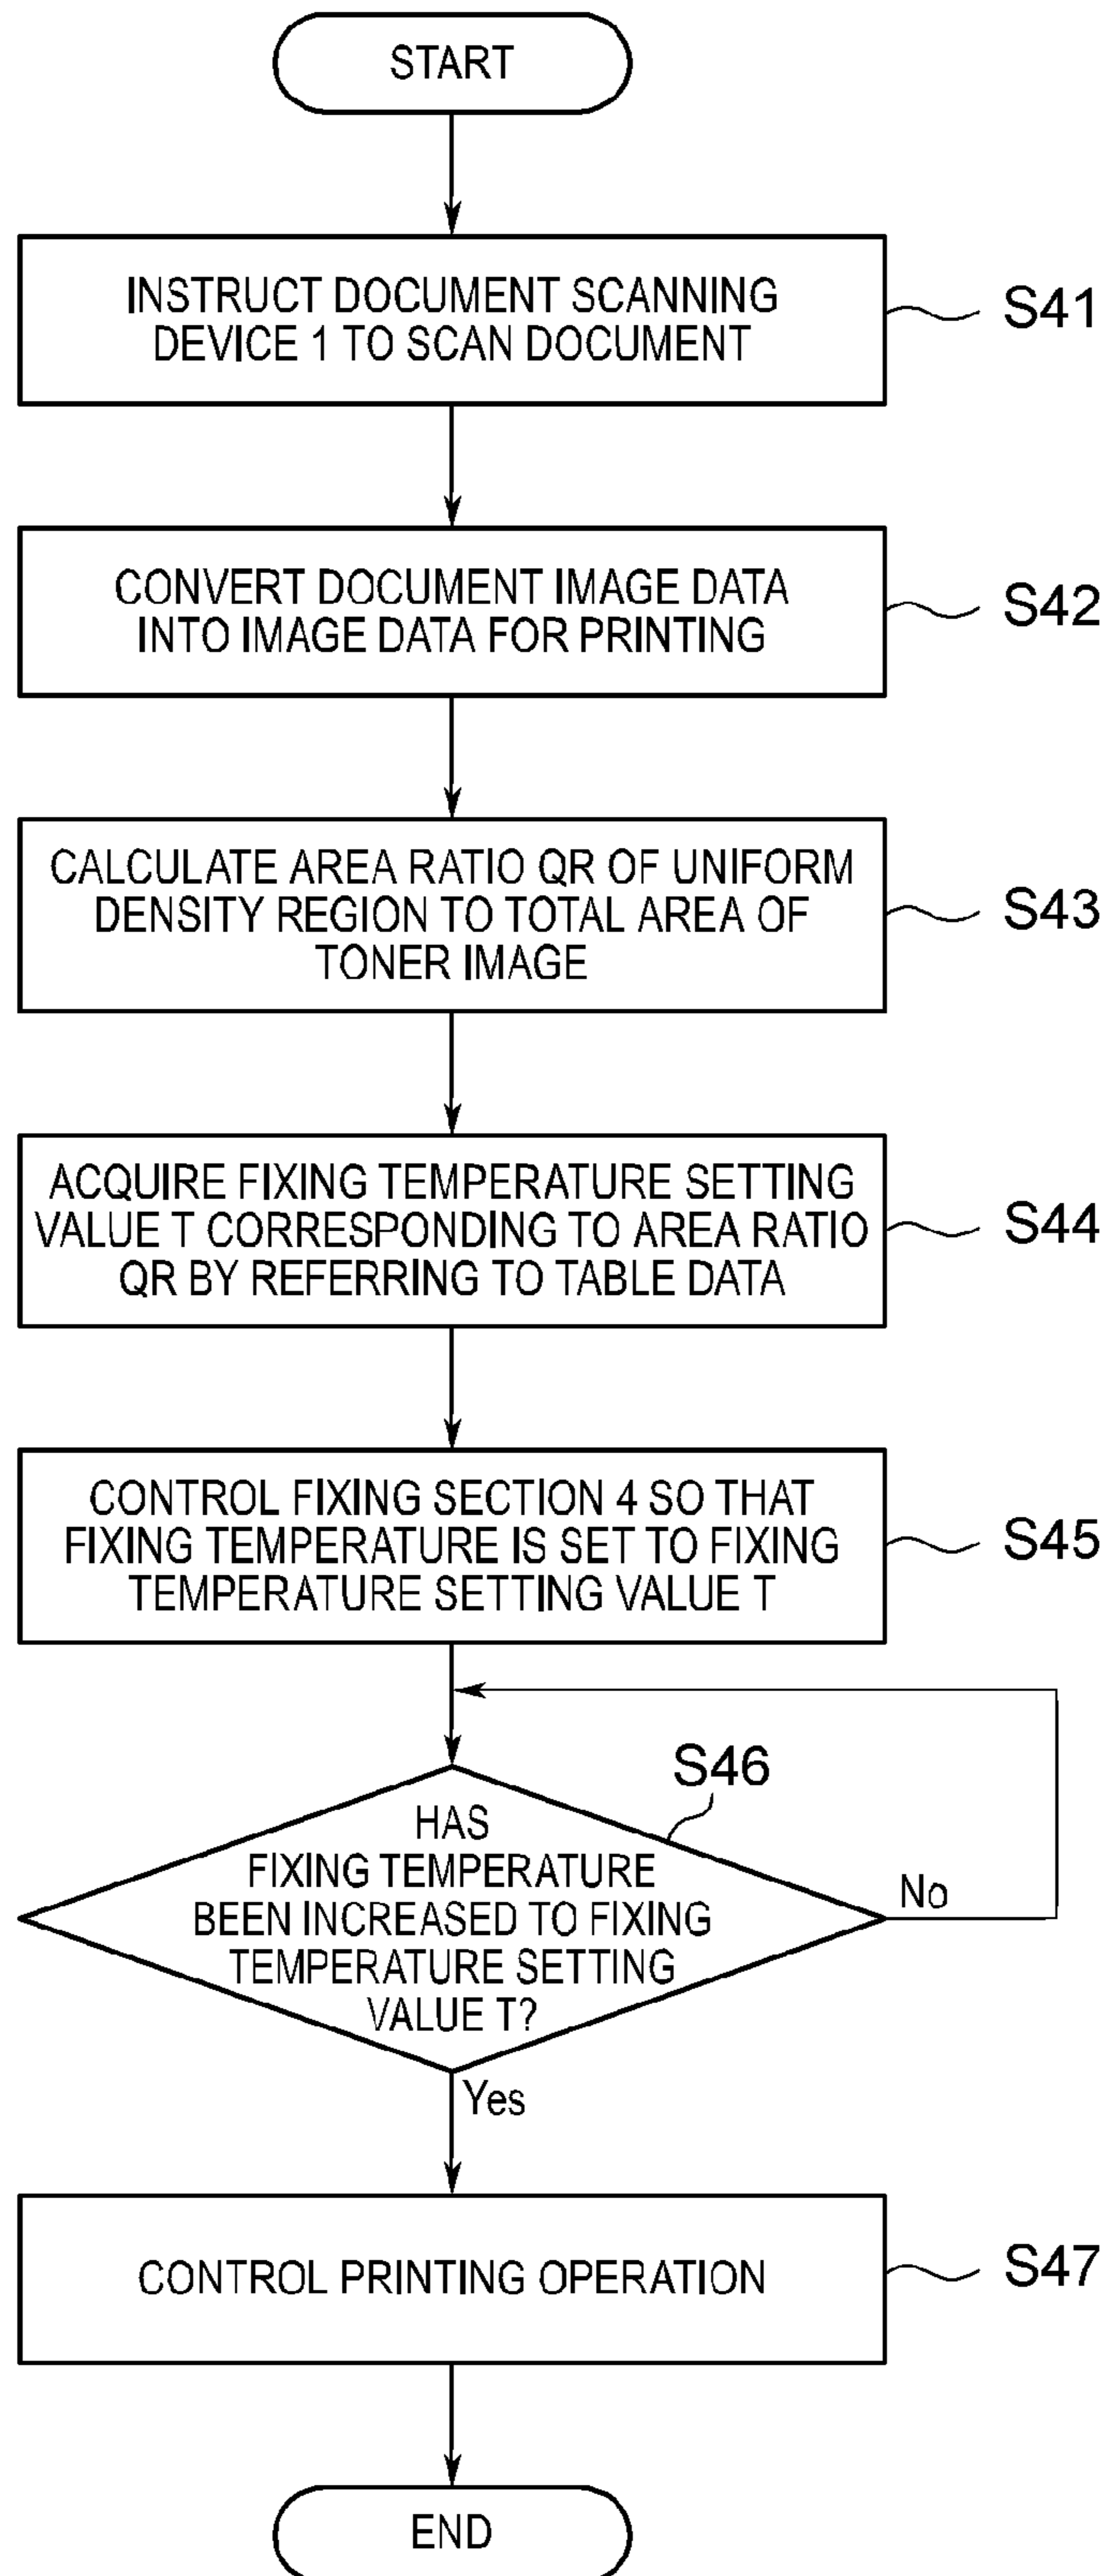 START
INSTRUCT DOCUMENT SCANNING
DEVICE 1 TO SCAN DOCUMENT
S41
CONVERT DOCUMENT IMAGE DATA
INTO IMAGE DATA FOR PRINTING
S42
CALCULATE AREA RATIO QR OF UNIFORM
DENSITY REGION TO TOTAL AREA OF
TONER IMAGE
S43
ACQUIRE FIXING TEMPERATURE SETTING
VALUE T CORRESPONDING TO AREA RATIO
QR BY REFERRING TO TABLE DATA
S44
CONTROL FIXING SECTION 4 SO THAT
FIXING TEMPERATURE IS SET TO FIXING
TEMPERATURE SETTING VALUE T
S45
S46
HAS
FIXING TEMPERATURE
BEEN INCREASED TO FIXING
TEMPERATURE SETTING
VALUE T?
No
Yes
CONTROL PRINTING OPERATION
S47
END